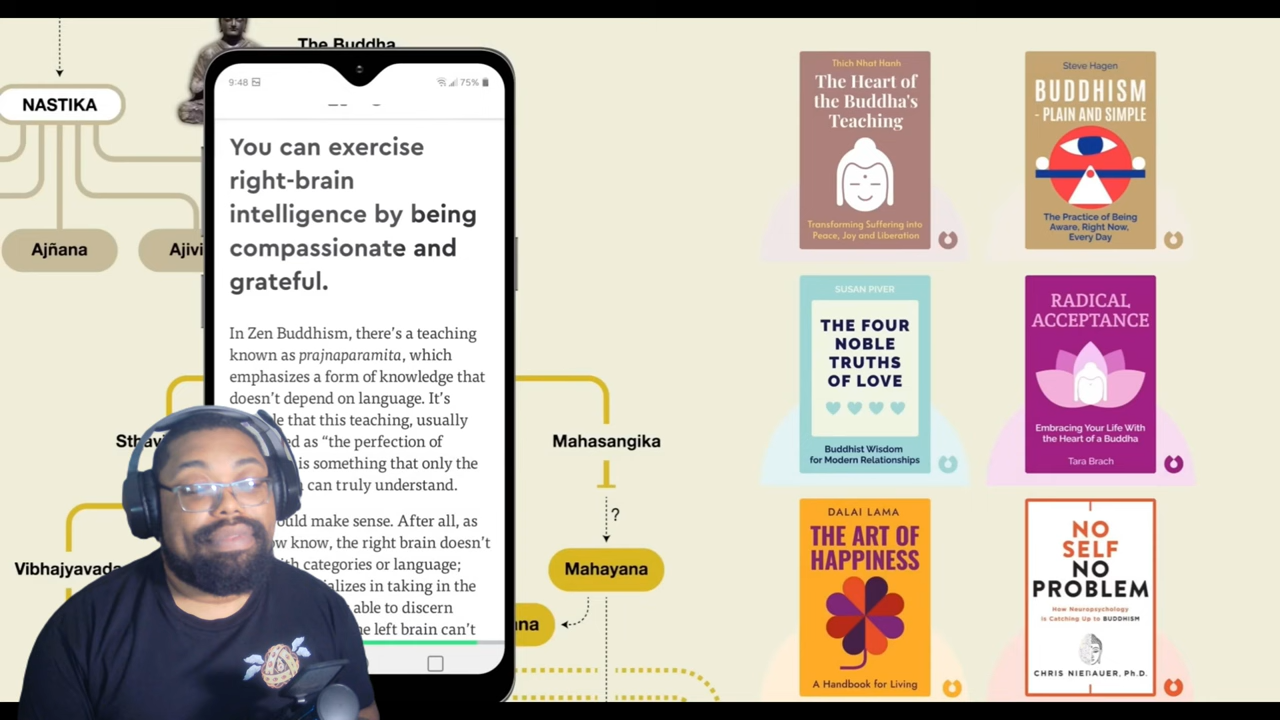 The Buddha
NASTIKA
Ajñana
Ajivi
Mahasangika
?
Mahayana
9:48
75%
You can exercise
right-brain
intelligence by being
compassionate and
grateful.
In Zen Buddhism, there's a teaching
known as prajnaparamita, which
emphasizes a form of knowledge that
doesn't depend on language. It's
that this teaching, usually
as “the perfection of
is something that only the
can truly understand.
make sense. After all, as
know, the right brain doesn't
categories or language;
in taking in the
able to discern
left brain can't
Thich Nhat Hanh
The Heart of
the Buddha's
Teaching
Transforming Suffering into
Peace, Joy and Liberation
Steve Hagen
BUDDHISM
- PLAIN AND SIMPLE
The Practice of Being
Aware, Right Now,
Every Day
SUSAN PIVER
THE FOUR
NOBLE
TRUTHS
OF LOVE
Buddhist Wisdom
for Modern Relationships
RADICAL
ACCEPTANCE
Embracing Your Life With
the Heart of a Buddha
Tara Brach
DALAI LAMA
THE ART OF
HAPPINESS
A Handbook for Living
NO
SELF
NO
PROBLEM
How Neuropsychology
is Catching Up to BUDDHISM
CHRIS NIEBAUER, PH.D.